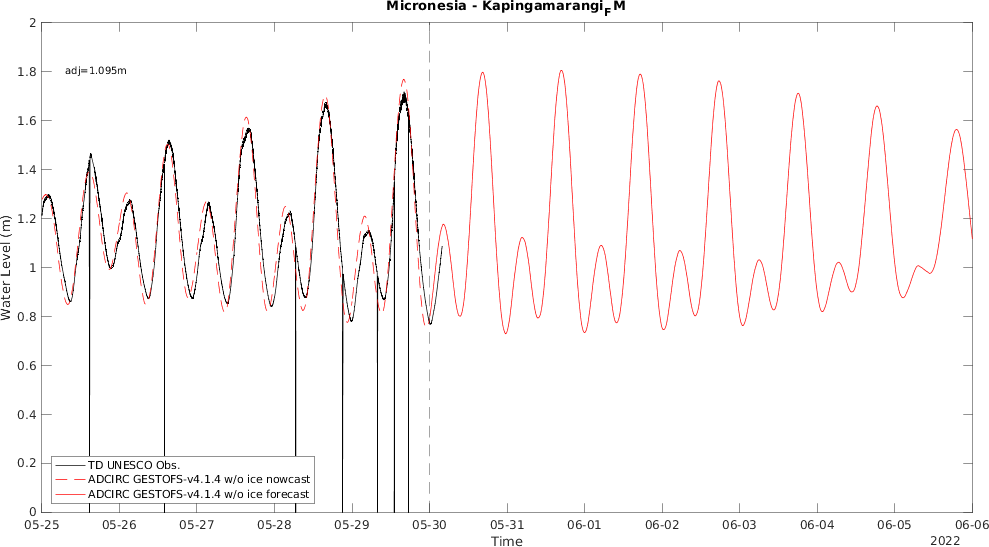 Micronesia - KapingamarangiFM
2
1.8
adj=1.095m
1.6
1.4
1.2
1
0.8
0.6
0.4
0.2
0
Water Level (m)
TD UNESCO Obs.
ADCIRC GESTOFS-v4.1.4 w/o ice nowcast
ADCIRC GESTOFS-v4.1.4 w/o ice forecast
05-25 05-26 05-27 05-28 05-29 05-30 05-31 06-01 06-02 06-03 06-04 06-05 06-06
Time
2022